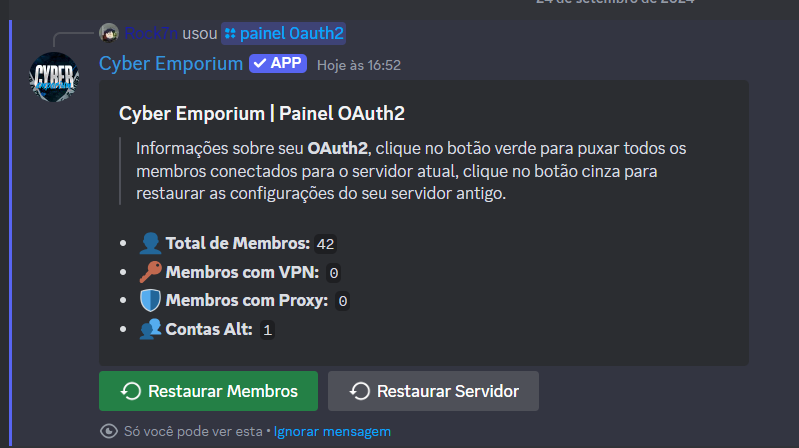 24 de setembro de 2024
Rock7n usou painel Oauth2
CYBER
Cyber Emporium ✓ APP Hoje às 16:52
Cyber Emporium | Painel OAuth2
Informações sobre seu OAuth2, clique no botão verde para puxar todos os
membros conectados para o servidor atual, clique no botão cinza para
restaurar as configurações do seu servidor antigo.
• Total de Membros: 42
• Membros com VPN: 0
• Membros com Proxy: 0
• Contas Alt: 1
Restaurar Membros Restaurar Servidor
Só você pode ver esta • Ignorar mensagem